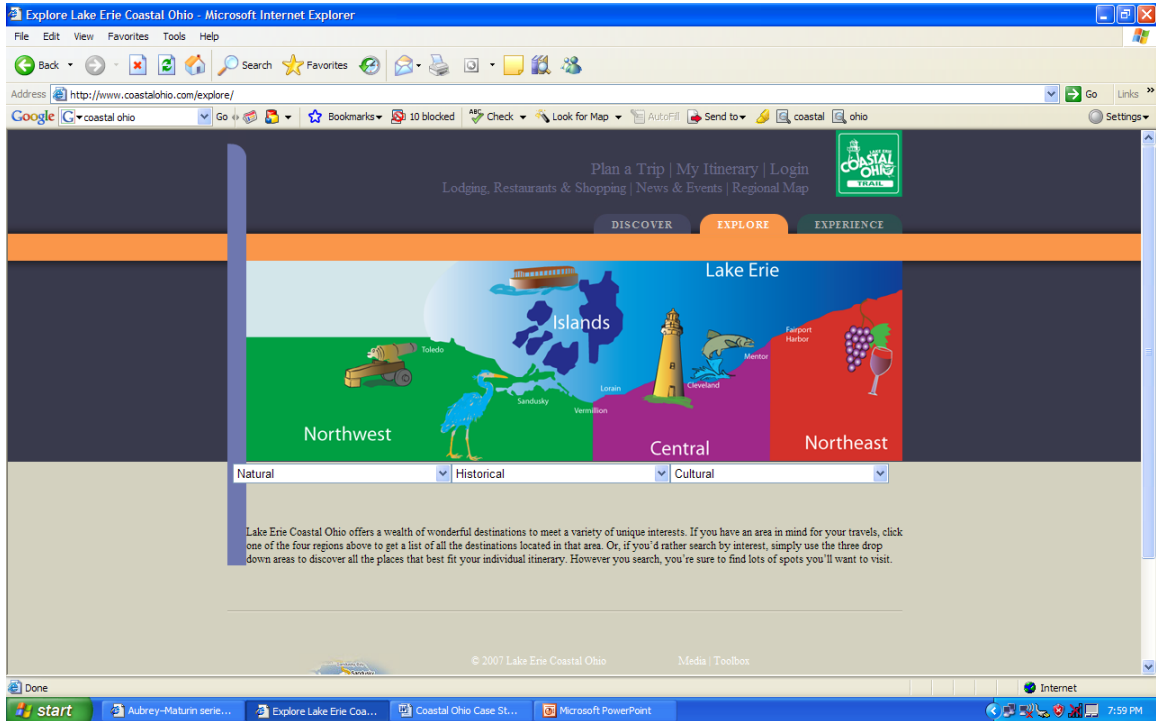 Explore Lake Erie Coastal Ohio - Microsoft Internet Explorer
File Edit View Favorites Tools Help
Back Search Favorites
Address http://www.coastalohio.com/explore/ Go Links »
Google G coastal ohio Go Bookmarks 10 blocked ABC Check Look for Map AutoFill Send to coastal ohio Settings
Plan a Trip | My Itinerary | Login
Lodging, Restaurants & Shopping | News & Events | Regional Map
LAKE ERIE
COASTAL
OHIO
TRAIL
DISCOVER EXPLORE EXPERIENCE
Lake Erie
Islands
Fairport
Harbor
Toledo
Mentor
Lorain
Cleveland
Sandusky
Vermillion
Northwest
Central
Northeast
Natural Historical Cultural
Lake Erie Coastal Ohio offers a wealth of wonderful destinations to meet a variety of unique interests. If you have an area in mind for your travels, click
one of the four regions above to get a list of all the destinations located in that area. Or, if you'd rather search by interest, simply use the three drop
down areas to discover all the places that best fit your individual itinerary. However you search, you're sure to find lots of spots you'll want to visit.
© 2007 Lake Erie Coastal Ohio Media | Toolbox
Done Internet
start Aubrey-Maturin serie... Explore Lake Erie Coa... Coastal Ohio Case St... Microsoft PowerPoint 7:59 PM